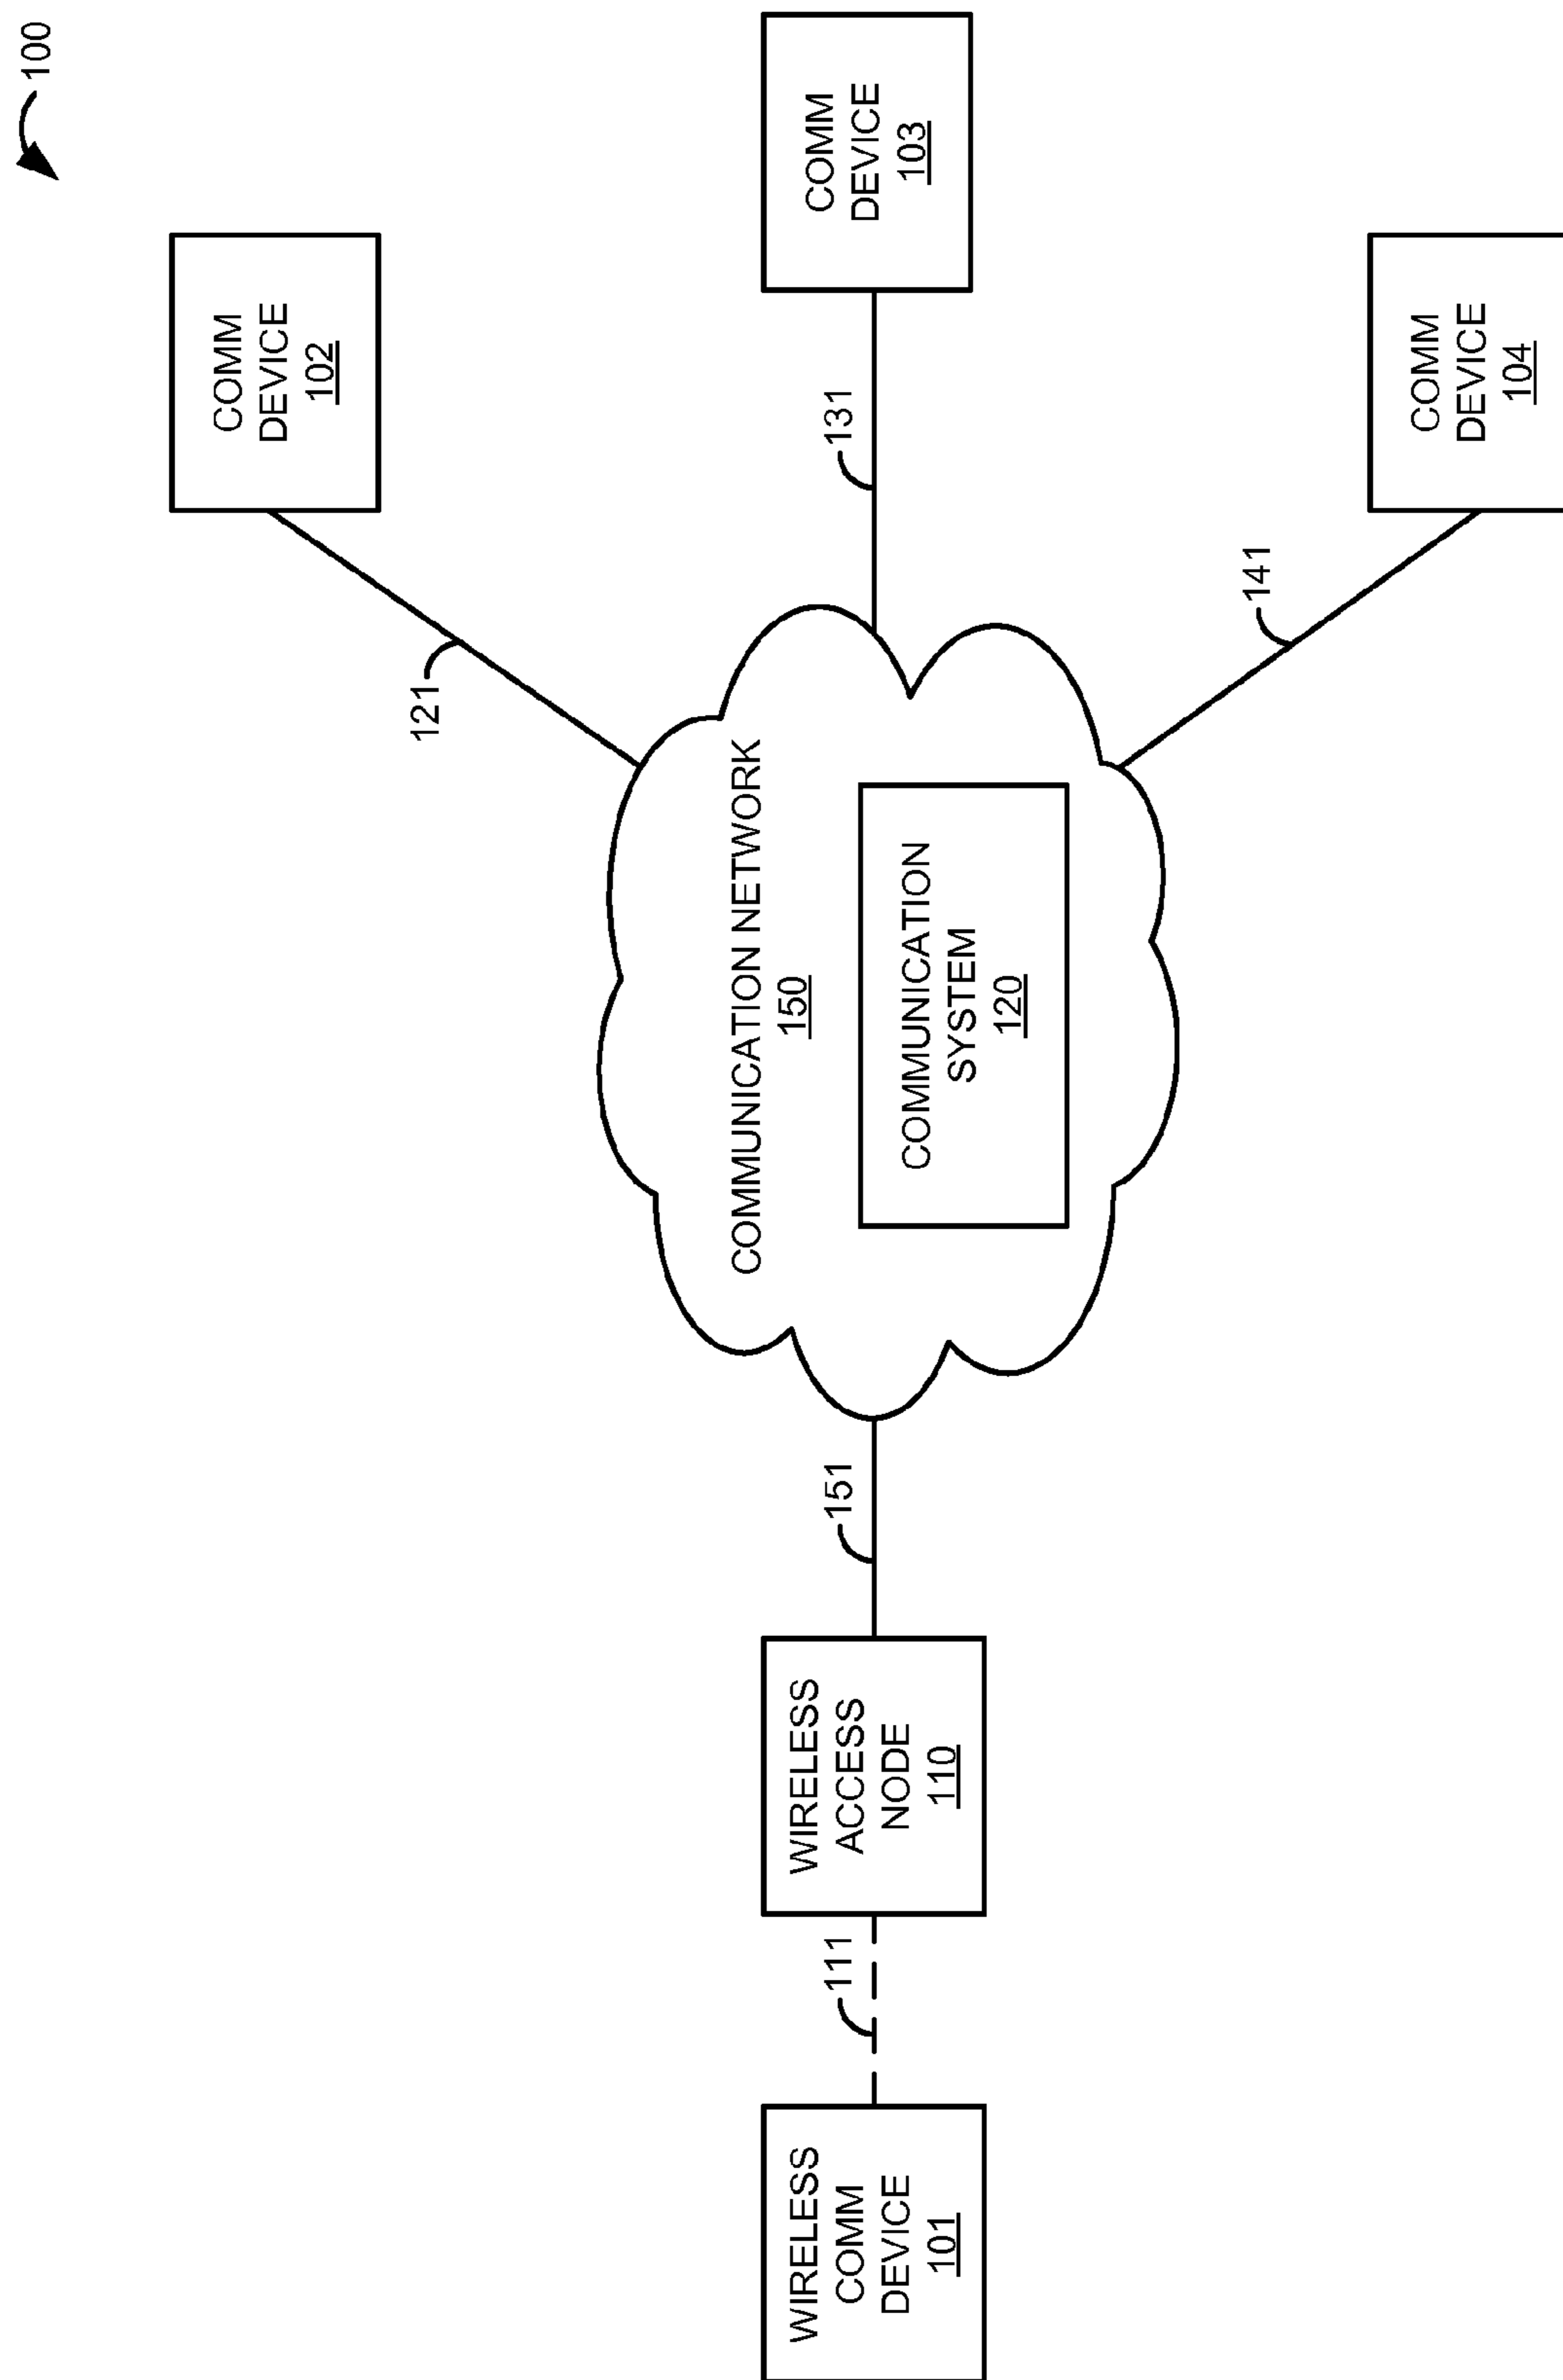 100
COMM
DEVICE
102
121
COMMUNICATION NETWORK
150
COMMUNICATION
SYSTEM
120
WIRELESS
COMM
DEVICE
101
111
WIRELESS
ACCESS
NODE
110
151
131
COMM
DEVICE
103
141
COMM
DEVICE
104